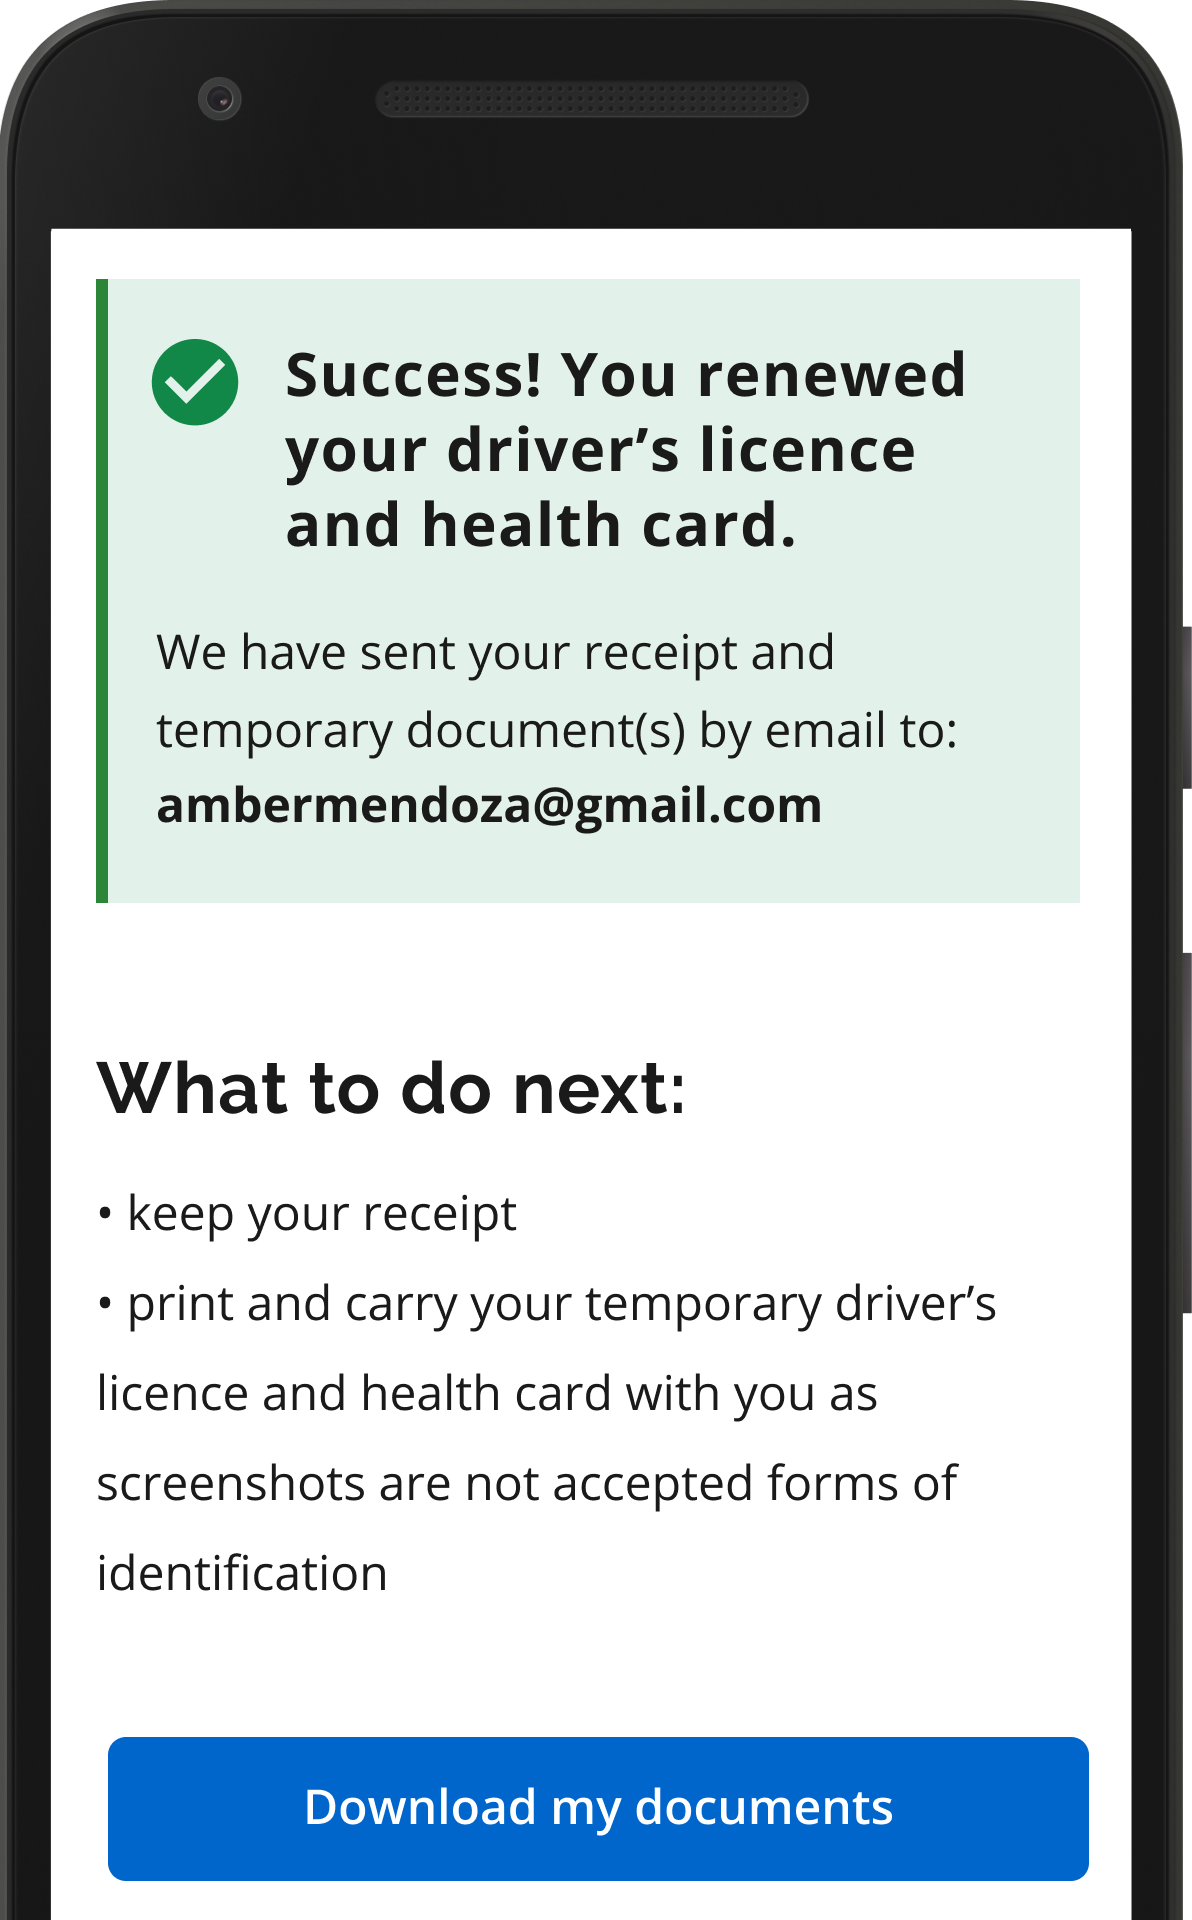 Success! You renewed
your driver’s licence
and health card.
We have sent your receipt and
temporary document(s) by email to:
ambermendoza@gmail.com
What to do next:
• keep your receipt
• print and carry your temporary driver’s
licence and health card with you as
screenshots are not accepted forms of
identification
Download my documents